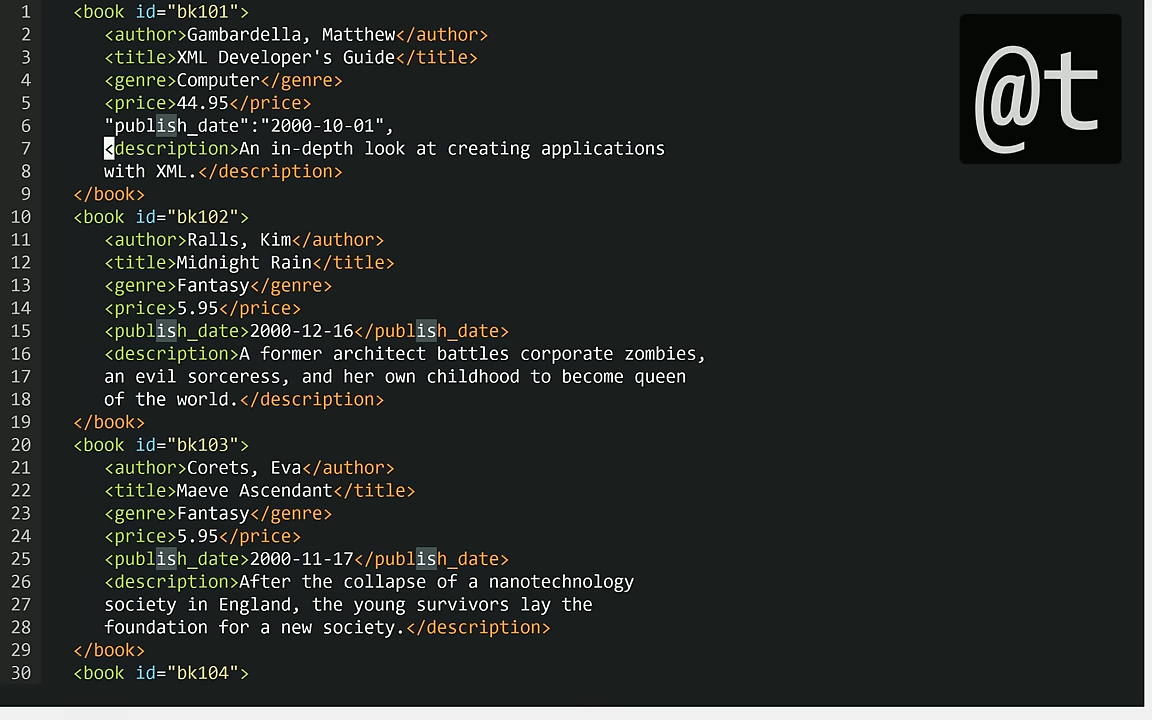 1 <book id="bk101">
2 <author>Gambardella, Matthew</author>
3 <title>XML Developer's Guide</title>
4 <genre>Computer</genre>
5 <price>44.95</price>
6 "publish_date":"2000-10-01",
7 <description>An in-depth look at creating applications
8 with XML.</description>
9 </book>
10 <book id="bk102">
11 <author>Ralls, Kim</author>
12 <title>Midnight Rain</title>
13 <genre>Fantasy</genre>
14 <price>5.95</price>
15 <publish_date>2000-12-16</publish_date>
16 <description>A former architect battles corporate zombies,
17 an evil sorceress, and her own childhood to become queen
18 of the world.</description>
19 </book>
20 <book id="bk103">
21 <author>Corets, Eva</author>
22 <title>Maeve Ascendant</title>
23 <genre>Fantasy</genre>
24 <price>5.95</price>
25 <publish_date>2000-11-17</publish_date>
26 <description>After the collapse of a nanotechnology
27 society in England, the young survivors lay the
28 foundation for a new society.</description>
29 </book>
30 <book id="bk104">
@t